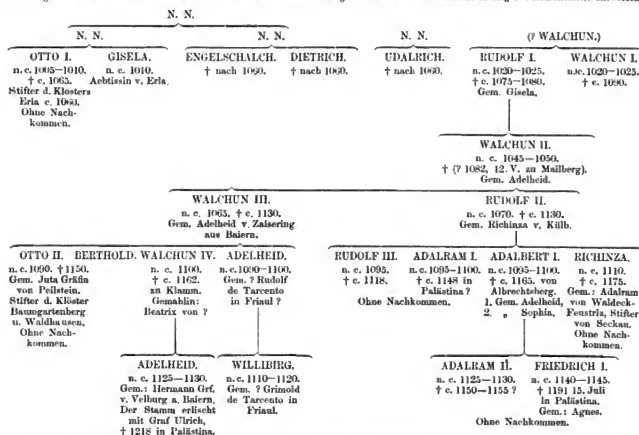 N. N.
N. N. N. N. N. N. (? WALCHUN.)
OTTO I. GISELA. ENGELSCHALCH. DIETRICH. UDALRICH. RUDOLF I. WALCHUN I.
n. c. 1005—1010. n. c. 1010. † nach 1060. † nach 1060. † nach 1060. n. c. 1020—1025. n. c. 1020—1025.
† c. 1065. Aebtissin v. Erla. † c. 1075—1080. † c. 1090.
Stifter d. Klosters Gem. Gisela.
Erla c. 1060.
Ohne Nach-
kommen.
WALCHUN II.
n. c. 1045—1050.
† (? 1082, 12. V. zu Mailberg).
Gem. Adelheid.
WALCHUN III. RUDOLF II.
n. c. 1065. † c. 1130. n. c. 1070. † c. 1130.
Gem. Adelheid v. Zaisering Gem. Richinza v. Külb.
aus Baiern.
OTTO II. BERTHOLD. WALCHUN IV. ADELHEID. RUDOLF III. ADALRAM I. ADALBERT I. RICHINZA.
n. c. 1090. † 1150. n. c. 1100. n. c. 1090—1100. n. c. 1095. n. c. 1095—1100. n. c. 1095—1100. n. c. 1110.
Gem. Juta Gräfin † c. 1162. Gem. ? Rudolf † c. 1118. † c. 1148 in † c. 1165. von † c. 1175.
von Peilstein. zu Klamm. de Tarcento Palästina ? Albrechtsberg. Gem.: Adalram
Stifter d. Klöster Gemahlin: in Friaul ? Ohne Nachkommen. 1. Gem. Adelheid, von Waldeck-
Baumgartenberg Beatrix von ? 2. „ Sophia. Feustriz, Stifter
u. Waldhausen. von Seckau.
Ohne Nach- Ohne Nach-
kommen. kommen.
ADELHEID. WILLIBIRG. ADALRAM II. FRIEDRICH I.
n. c. 1125—1130. n. c. 1110—1120. n. c. 1125—1130. n. c. 1140—1145.
Gem.: Hermann Grf. Gem. ? Grimold † c. 1150—1155 ? † 1191 15. Juli
v. Velburg a. Baiern. de Tarcento in in Palästina.
Der Stamm erlischt Friaul. Gem.: Agnes.
mit Graf Ulrich, Ohne Nachkommen.
† 1218 in Palästina.